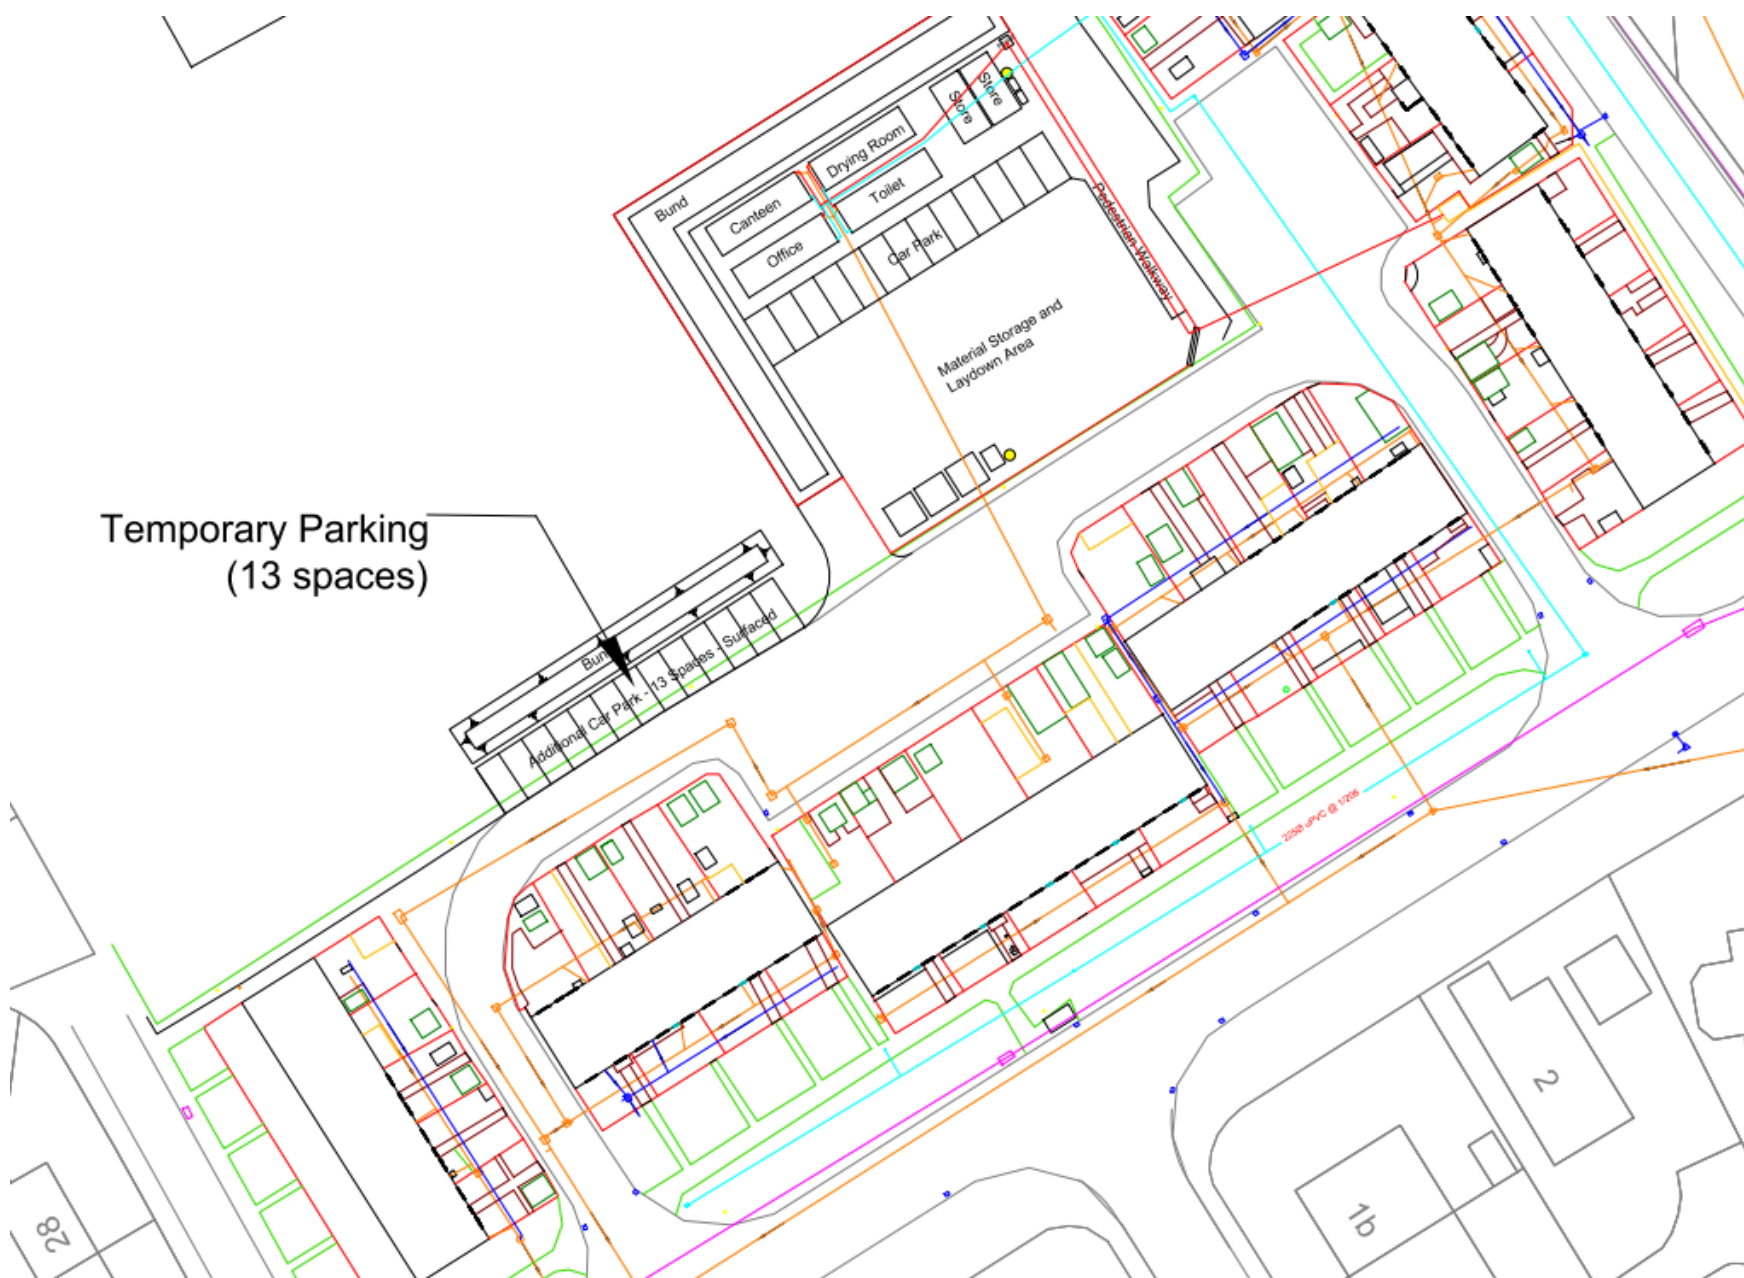 Store
Store
Drying Room
Toilet
Canteen
Office
Bund
Car Park
Pedestrian Walkway
Material Storage and
Laydown Area
Temporary Parking
(13 spaces)
Bund
Additional Car Park - 13 Spaces - Surfaced
225Ø uPVC @ 1/206
2
1b
28